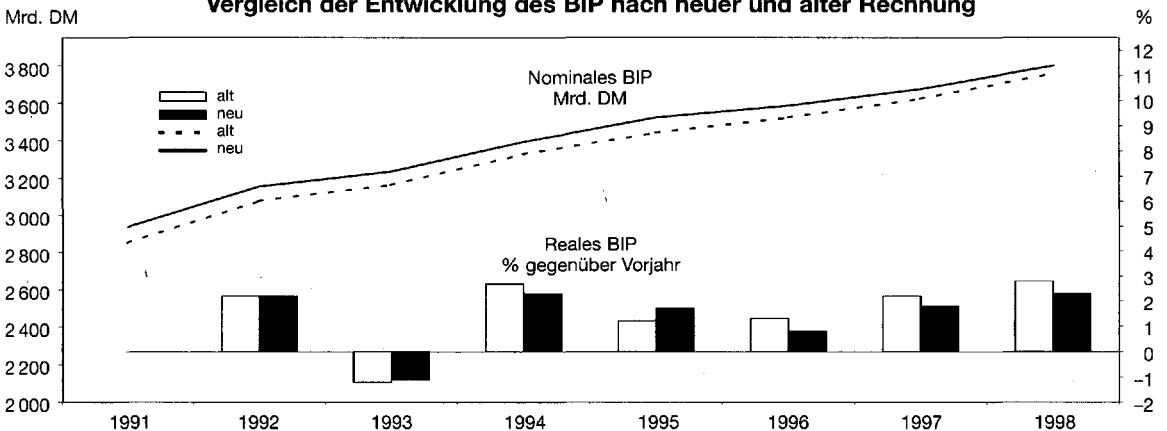 Vergleich der Entwicklung des BIP nach neuer und alter Rechnung
Mrd. DM
%
3 800
3 600
3 400
3 200
3 000
2 800
2 600
2 400
2 200
2 000
alt
neu
alt
neu
Nominales BIP
Mrd. DM
Reales BIP
% gegenüber Vorjahr
12
11
10
9
8
7
6
5
4
3
2
1
0
−1
−2
1991 1992 1993 1994 1995 1996 1997 1998